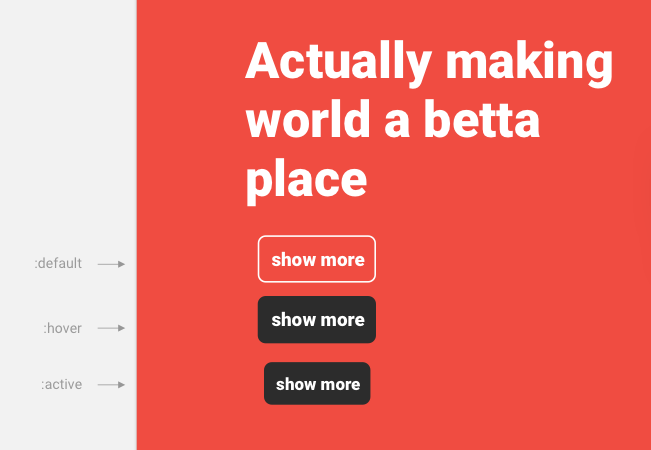 Actually making
world a betta
place
:default
show more
:hover
show more
:active
show more